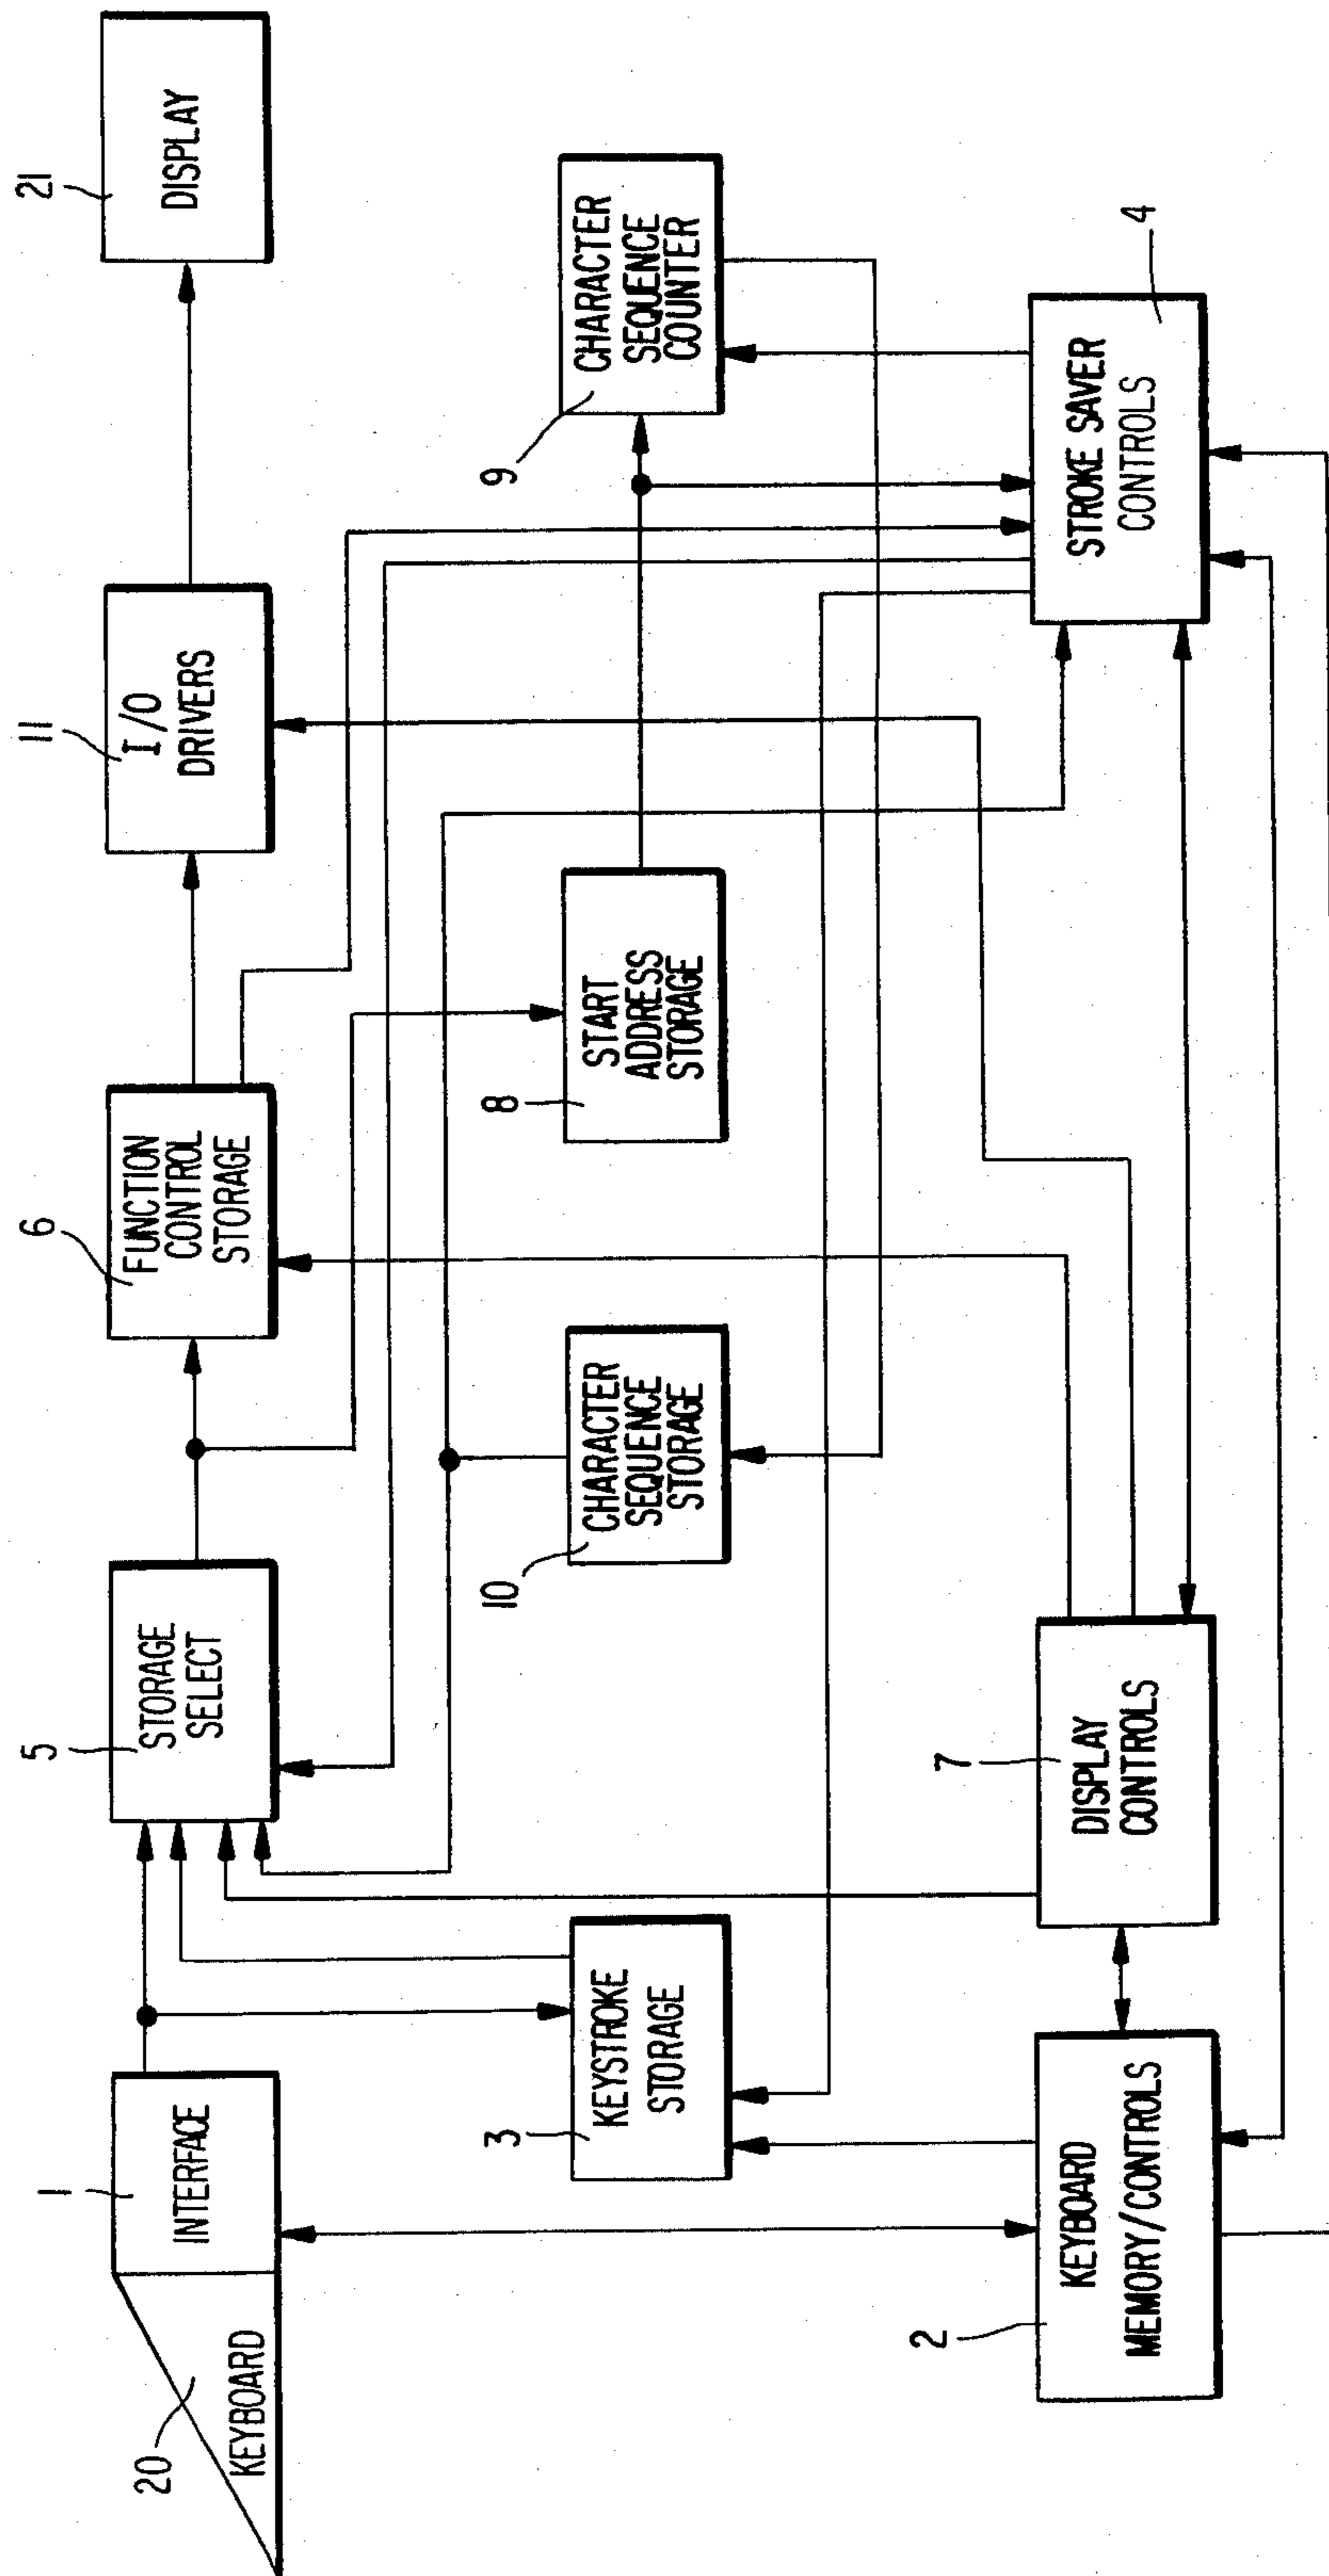 20
KEYBOARD
1
INTERFACE
5
STORAGE
SELECT
6
FUNCTION
CONTROL
STORAGE
11
I/O
DRIVERS
21
DISPLAY
3
KEYSTROKE
STORAGE
10
CHARACTER
SEQUENCE
STORAGE
8
START
ADDRESS
STORAGE
9
CHARACTER
SEQUENCE
COUNTER
2
KEYBOARD
MEMORY/CONTROLS
7
DISPLAY
CONTROLS
STROKE SAVER
CONTROLS
4